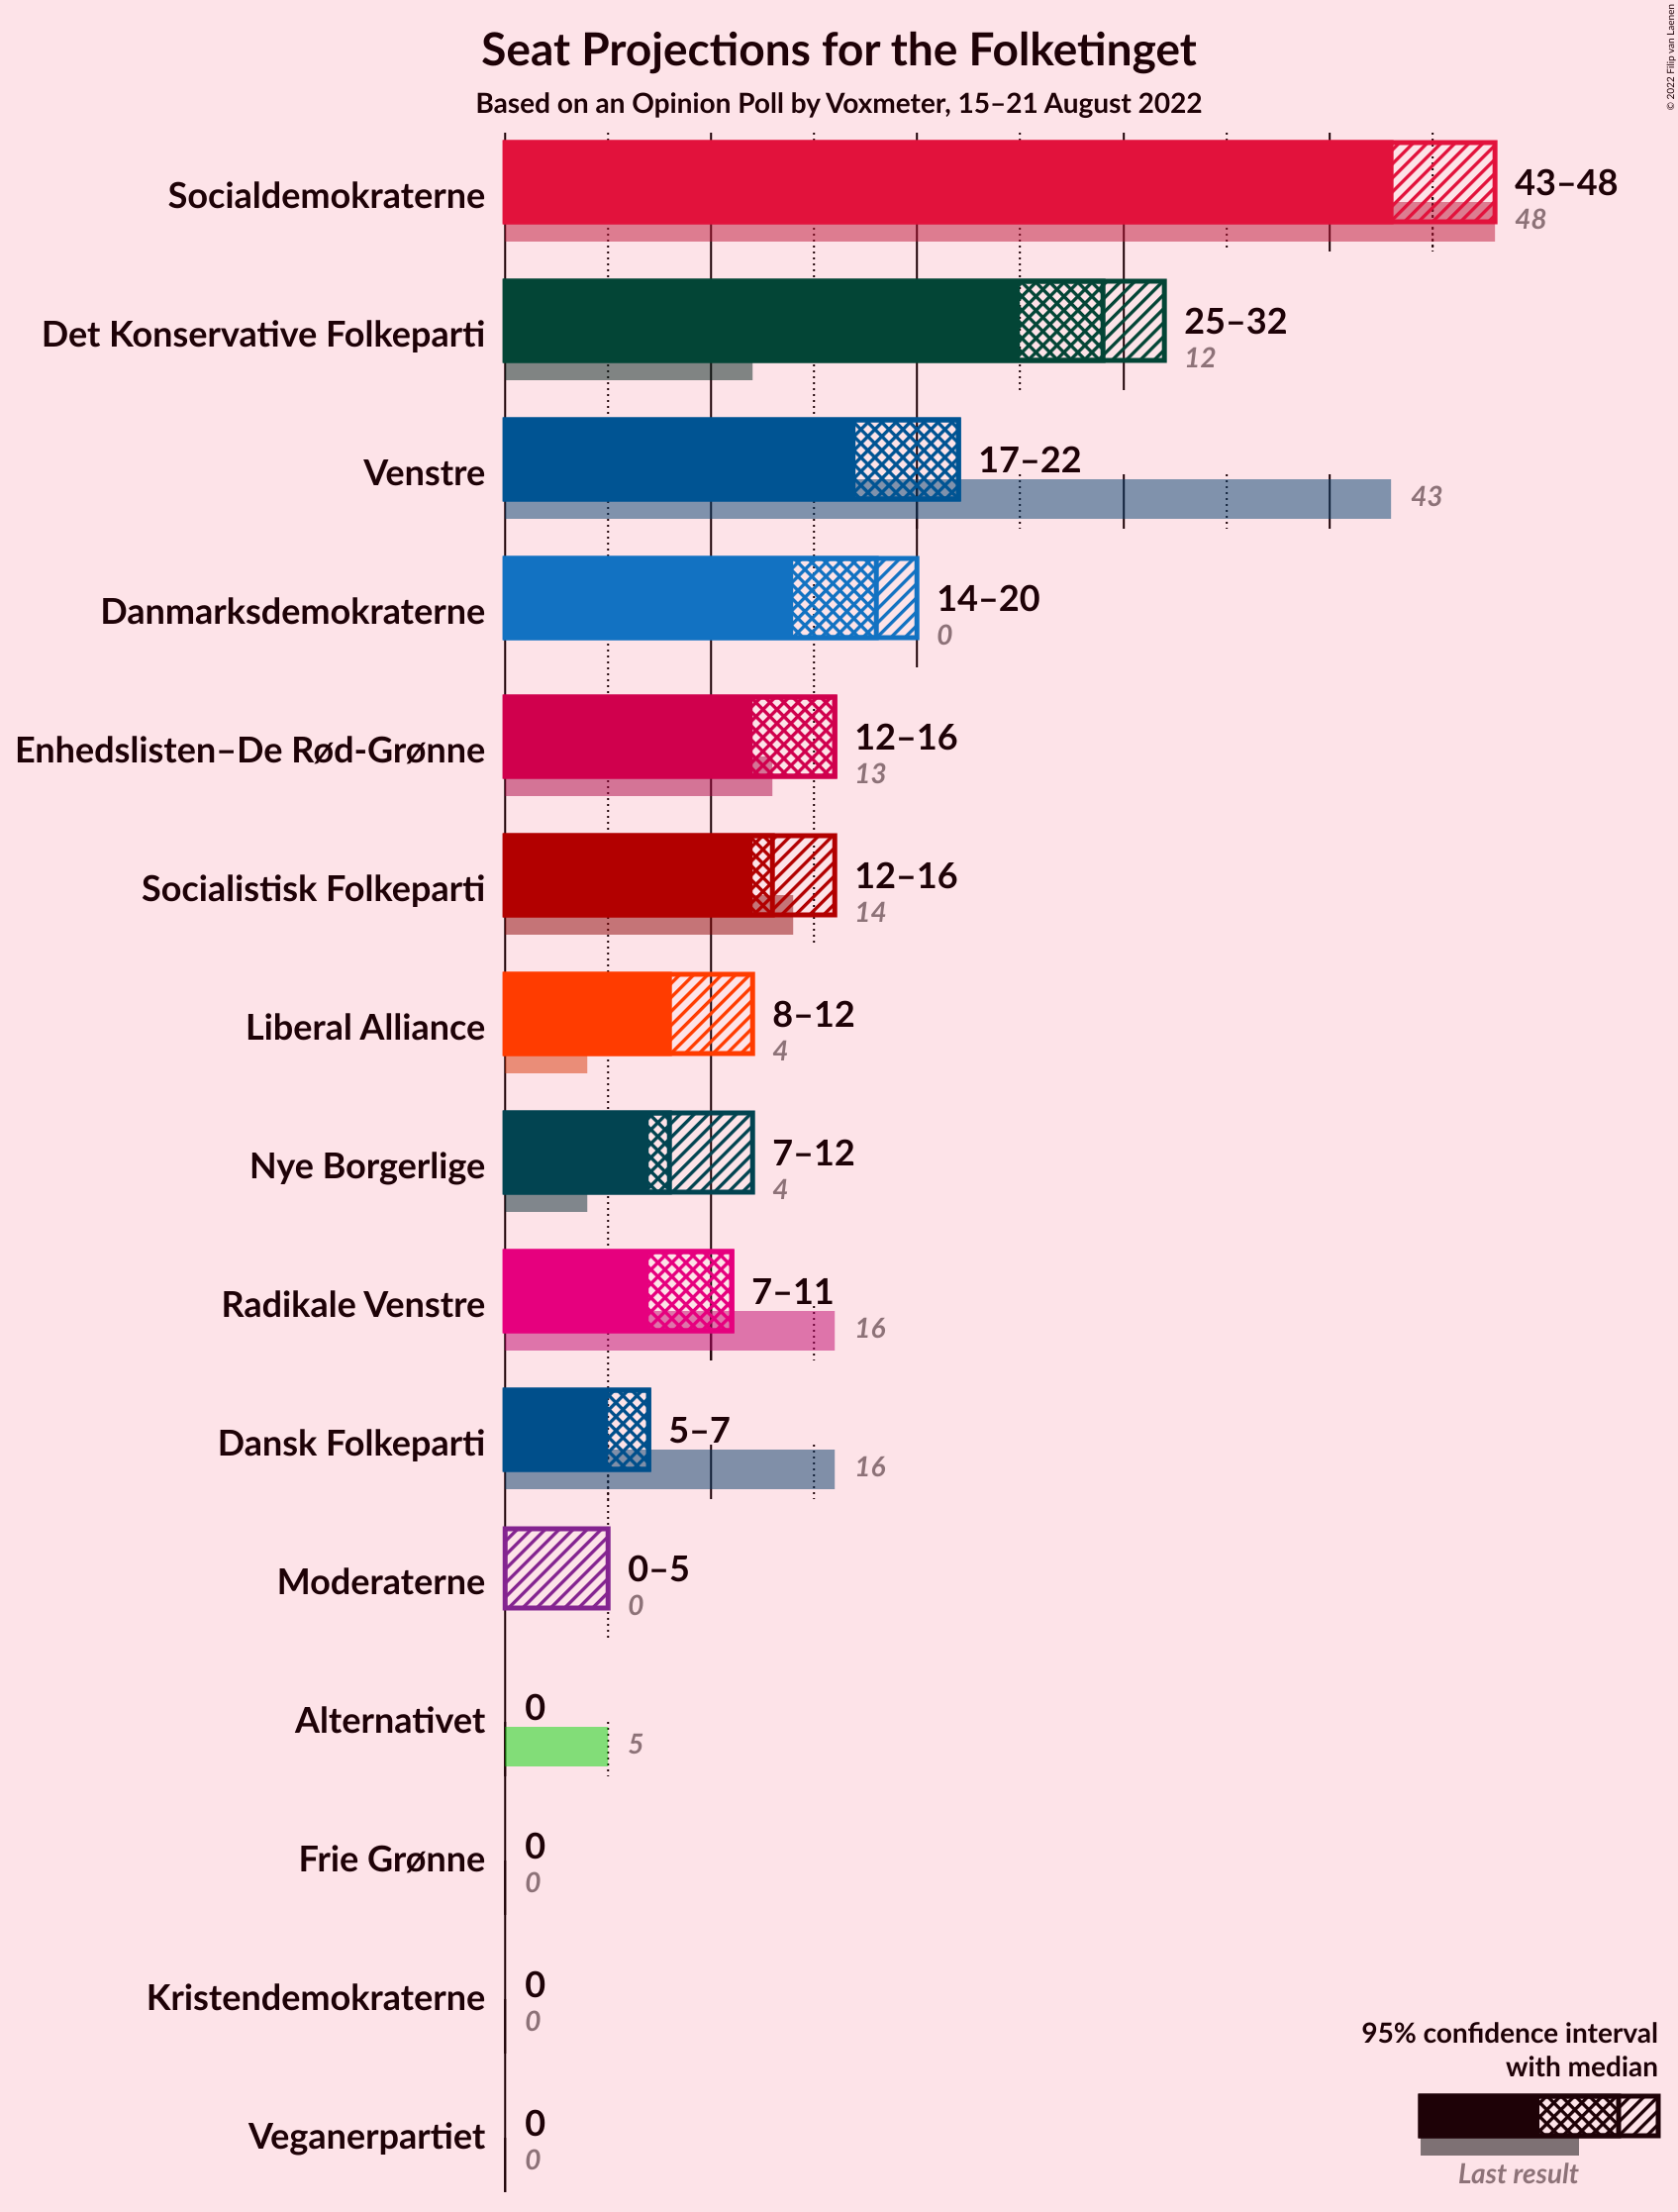 © 2022 Filip van Laenen
Seat Projections for the Folketinget
Based on an Opinion Poll by Voxmeter, 15–21 August 2022
Socialdemokraterne
43–48
48
Det Konservative Folkeparti
25–32
12
Venstre
17–22
43
Danmarksdemokraterne
14–20
0
Enhedslisten–De Rød-Grønne
12–16
13
Socialistisk Folkeparti
12–16
14
Liberal Alliance
8–12
4
Nye Borgerlige
7–12
4
Radikale Venstre
7–11
16
Dansk Folkeparti
5–7
16
Moderaterne
0–5
0
Alternativet
0
5
Frie Grønne
0
0
Kristendemokraterne
0
0
Veganerpartiet
0
0
95% confidence interval
with median
Last result